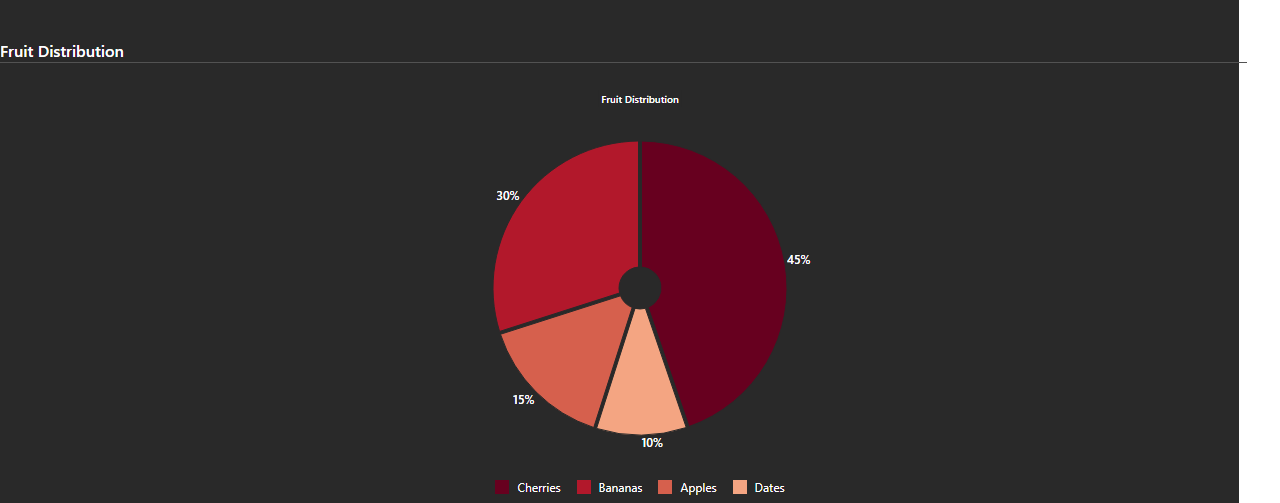 Fruit Distribution
Fruit Distribution
30%
45%
15%
10%
Cherries Bananas Apples Dates